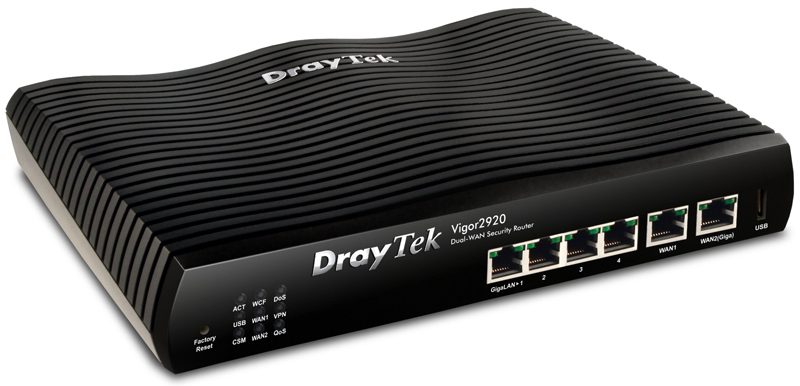 DrayTek
DrayTek
Vigor2920
Dual-WAN Security Router
GigaLAN 1 2 3 4 WAN1 WAN2(Giga) USB
ACT WCF DoS
USB WAN1 VPN
CSM WAN2 QoS
Factory
Reset